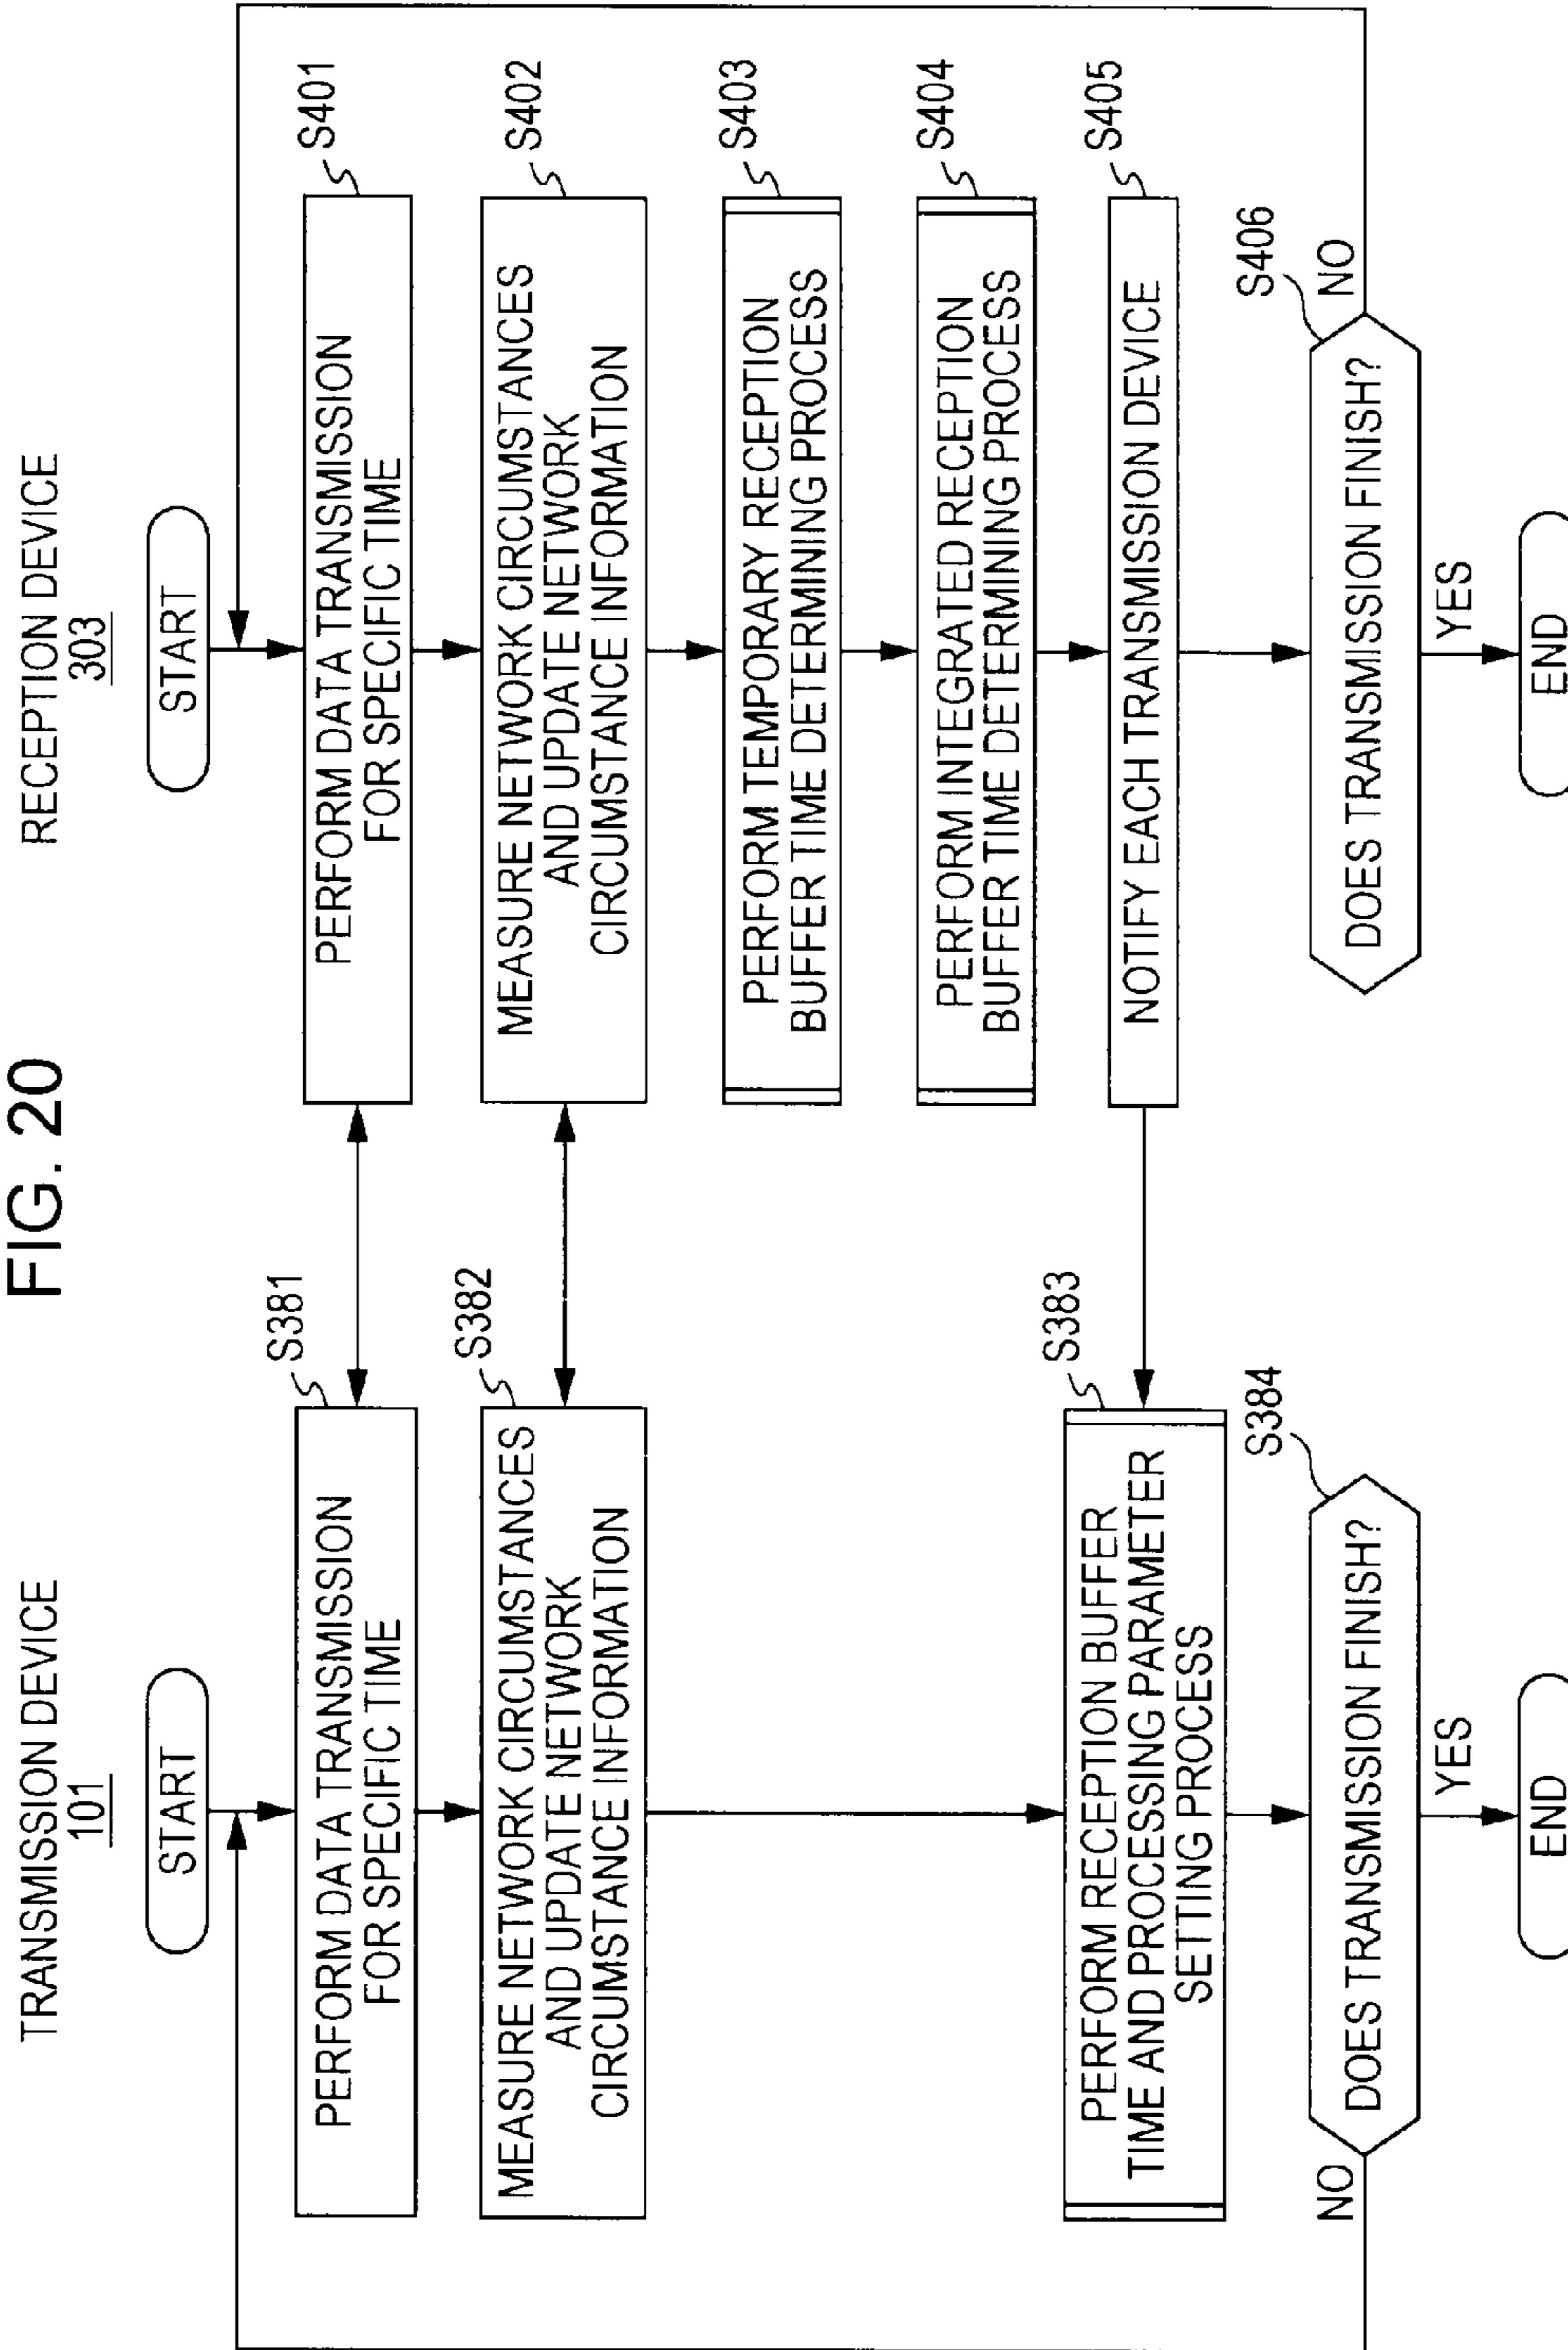 FIG. 20
TRANSMISSION DEVICE
101
START
S381
PERFORM DATA TRANSMISSION
FOR SPECIFIC TIME
S382
MEASURE NETWORK CIRCUMSTANCES
AND UPDATE NETWORK
CIRCUMSTANCE INFORMATION
S383
PERFORM RECEPTION BUFFER
TIME AND PROCESSING PARAMETER
SETTING PROCESS
S384
DOES TRANSMISSION FINISH?
NO
YES
END
RECEPTION DEVICE
303
START
S401
PERFORM DATA TRANSMISSION
FOR SPECIFIC TIME
S402
MEASURE NETWORK CIRCUMSTANCES
AND UPDATE NETWORK
CIRCUMSTANCE INFORMATION
S403
PERFORM TEMPORARY RECEPTION
BUFFER TIME DETERMINING PROCESS
S404
PERFORM INTEGRATED RECEPTION
BUFFER TIME DETERMINING PROCESS
S405
NOTIFY EACH TRANSMISSION DEVICE
S406
DOES TRANSMISSION FINISH?
NO
YES
END